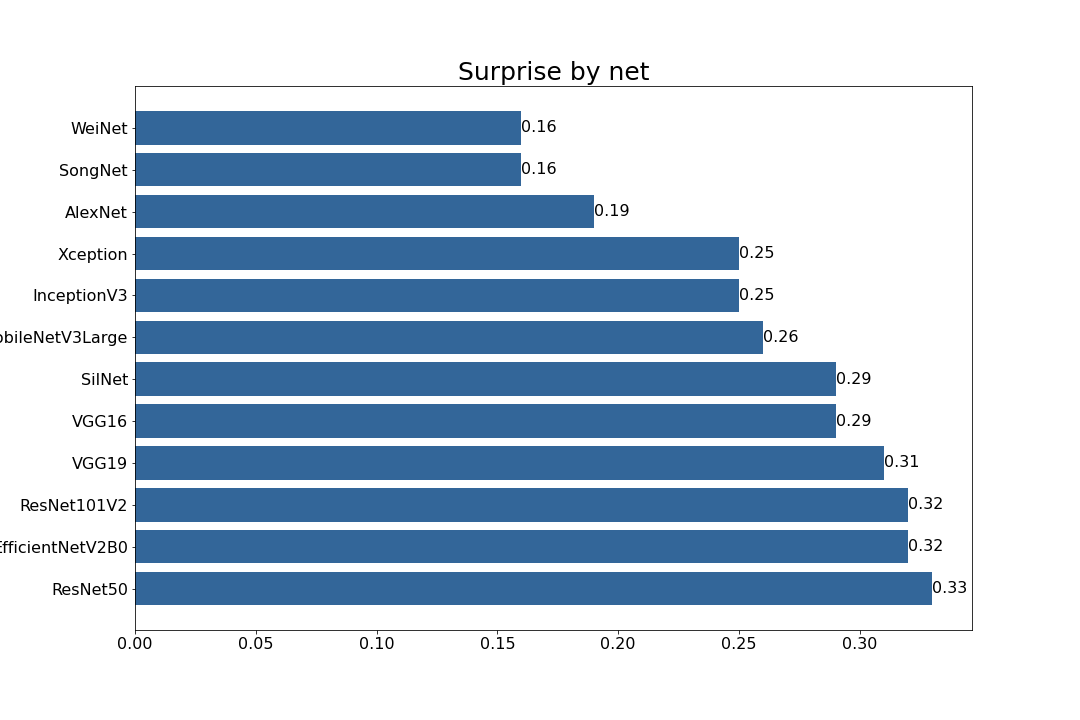 Surprise by net
WeiNet 0.16
SongNet 0.16
AlexNet 0.19
Xception 0.25
InceptionV3 0.25
obileNetV3Large 0.26
SilNet 0.29
VGG16 0.29
VGG19 0.31
ResNet101V2 0.32
EfficientNetV2B0 0.32
ResNet50 0.33
0.00 0.05 0.10 0.15 0.20 0.25 0.30